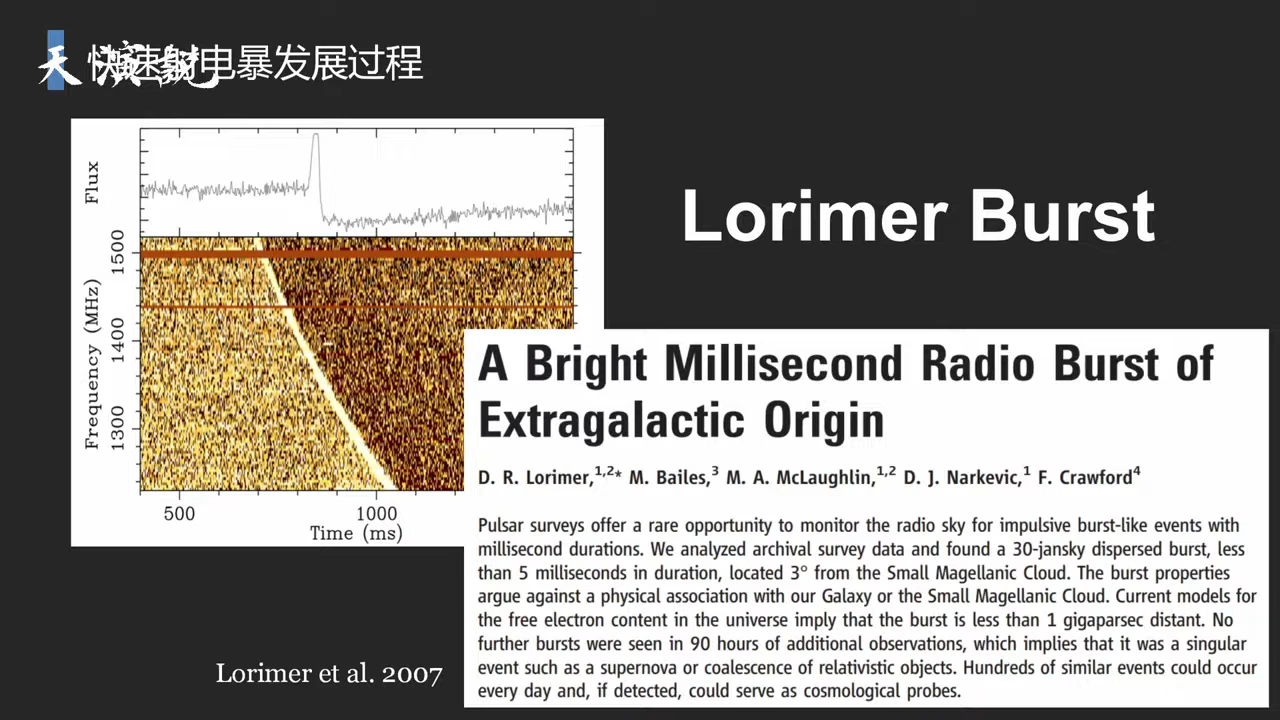 天演说
快速射电暴发展过程
Flux
Lorimer Burst
1500
1400
1300
Frequency (MHz)
500 1000
Time (ms)
A Bright Millisecond Radio Burst of
Extragalactic Origin
D. R. Lorimer,1,2* M. Bailes,3 M. A. McLaughlin,1,2 D. J. Narkevic,1 F. Crawford4
Pulsar surveys offer a rare opportunity to monitor the radio sky for impulsive burst-like events with
millisecond durations. We analyzed archival survey data and found a 30-jansky dispersed burst, less
than 5 milliseconds in duration, located 3° from the Small Magellanic Cloud. The burst properties
argue against a physical association with our Galaxy or the Small Magellanic Cloud. Current models for
the free electron content in the universe imply that the burst is less than 1 gigaparsec distant. No
further bursts were seen in 90 hours of additional observations, which implies that it was a singular
event such as a supernova or coalescence of relativistic objects. Hundreds of similar events could occur
every day and, if detected, could serve as cosmological probes.
Lorimer et al. 2007